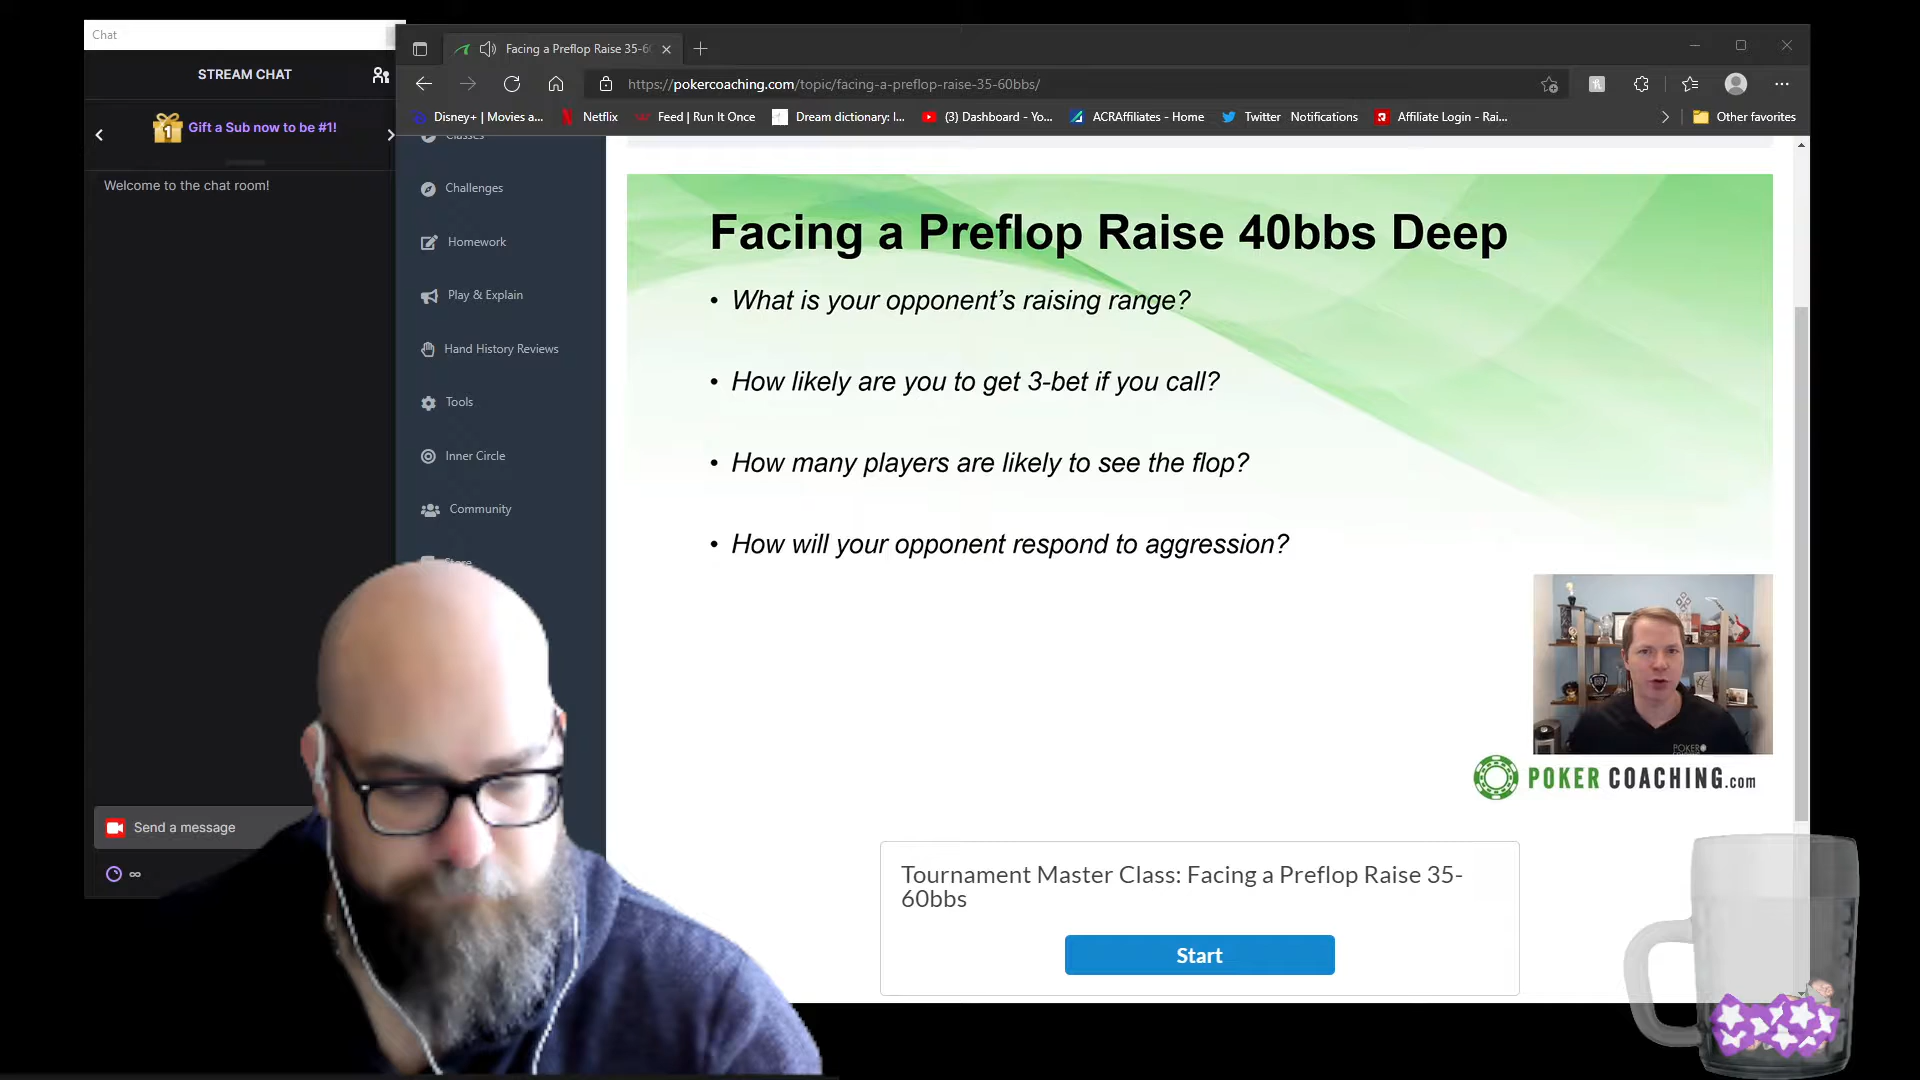 Chat
STREAM CHAT
1 Gift a Sub now to be #1!
Welcome to the chat room!
Send a message
∞
Facing a Preflop Raise 35-6
https://pokercoaching.com/topic/facing-a-preflop-raise-35-60bbs/
Disney+ | Movies a... Netflix Feed | Run It Once Dream dictionary: I... (3) Dashboard - Yo... ACRAffiliates - Home Twitter Notifications Affiliate Login - Rai... Other favorites
Classes
Challenges
Homework
Play & Explain
Hand History Reviews
Tools
Inner Circle
Community
Store
Facing a Preflop Raise 40bbs Deep
• What is your opponent’s raising range?
• How likely are you to get 3-bet if you call?
• How many players are likely to see the flop?
• How will your opponent respond to aggression?
POKER
POKER COACHING.com
Tournament Master Class: Facing a Preflop Raise 35-
60bbs
Start